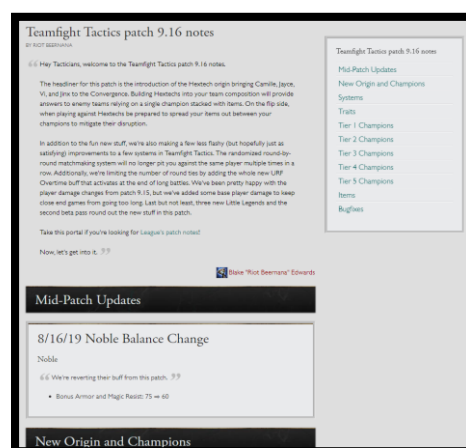 Teamfight Tactics patch 9.16 notes
BY RIOT BEERNANA
Hey Tacticians, welcome to the Teamfight Tactics patch 9.16 notes.
The headliner for this patch is the introduction of the Hextech origin bringing Camille, Jayce,
Vi, and Jinx to the Convergence. Building Hextechs into your team composition will provide
answers to enemy teams relying on a single champion stacked with items. On the flip side,
when playing against Hextechs be prepared to spread your items out between your
champions to mitigate their disruption.
In addition to the fun new stuff, we're also making a few less flashy (but hopefully just as
satisfying) improvements to a few systems in Teamfight Tactics. The randomized round-by-
round matchmaking system will no longer pit you against the same player multiple times in a
row. Additionally, we're limiting the number of round ties by adding the whole new URF
Overtime buff that activates at the end of long battles. We've been pretty happy with the
player damage changes from patch 9.15, but we've added some base player damage to keep
close end games from going too long. Last but not least, three new Little Legends and the
second beta pass round out the new stuff in this patch.
Take this portal if you're looking for League's patch notes!
Now, let's get into it.
Blake "Riot Beernana" Edwards
Mid-Patch Updates
8/16/19 Noble Balance Change
Noble
We're reverting their buff from this patch.
• Bonus Armor and Magic Resist: 75 ⇒ 60
New Origin and Champions
Teamfight Tactics patch 9.16 notes
Mid-Patch Updates
New Origin and Champions
Systems
Traits
Tier 1 Champions
Tier 2 Champions
Tier 3 Champions
Tier 4 Champions
Tier 5 Champions
Items
Bugfixes